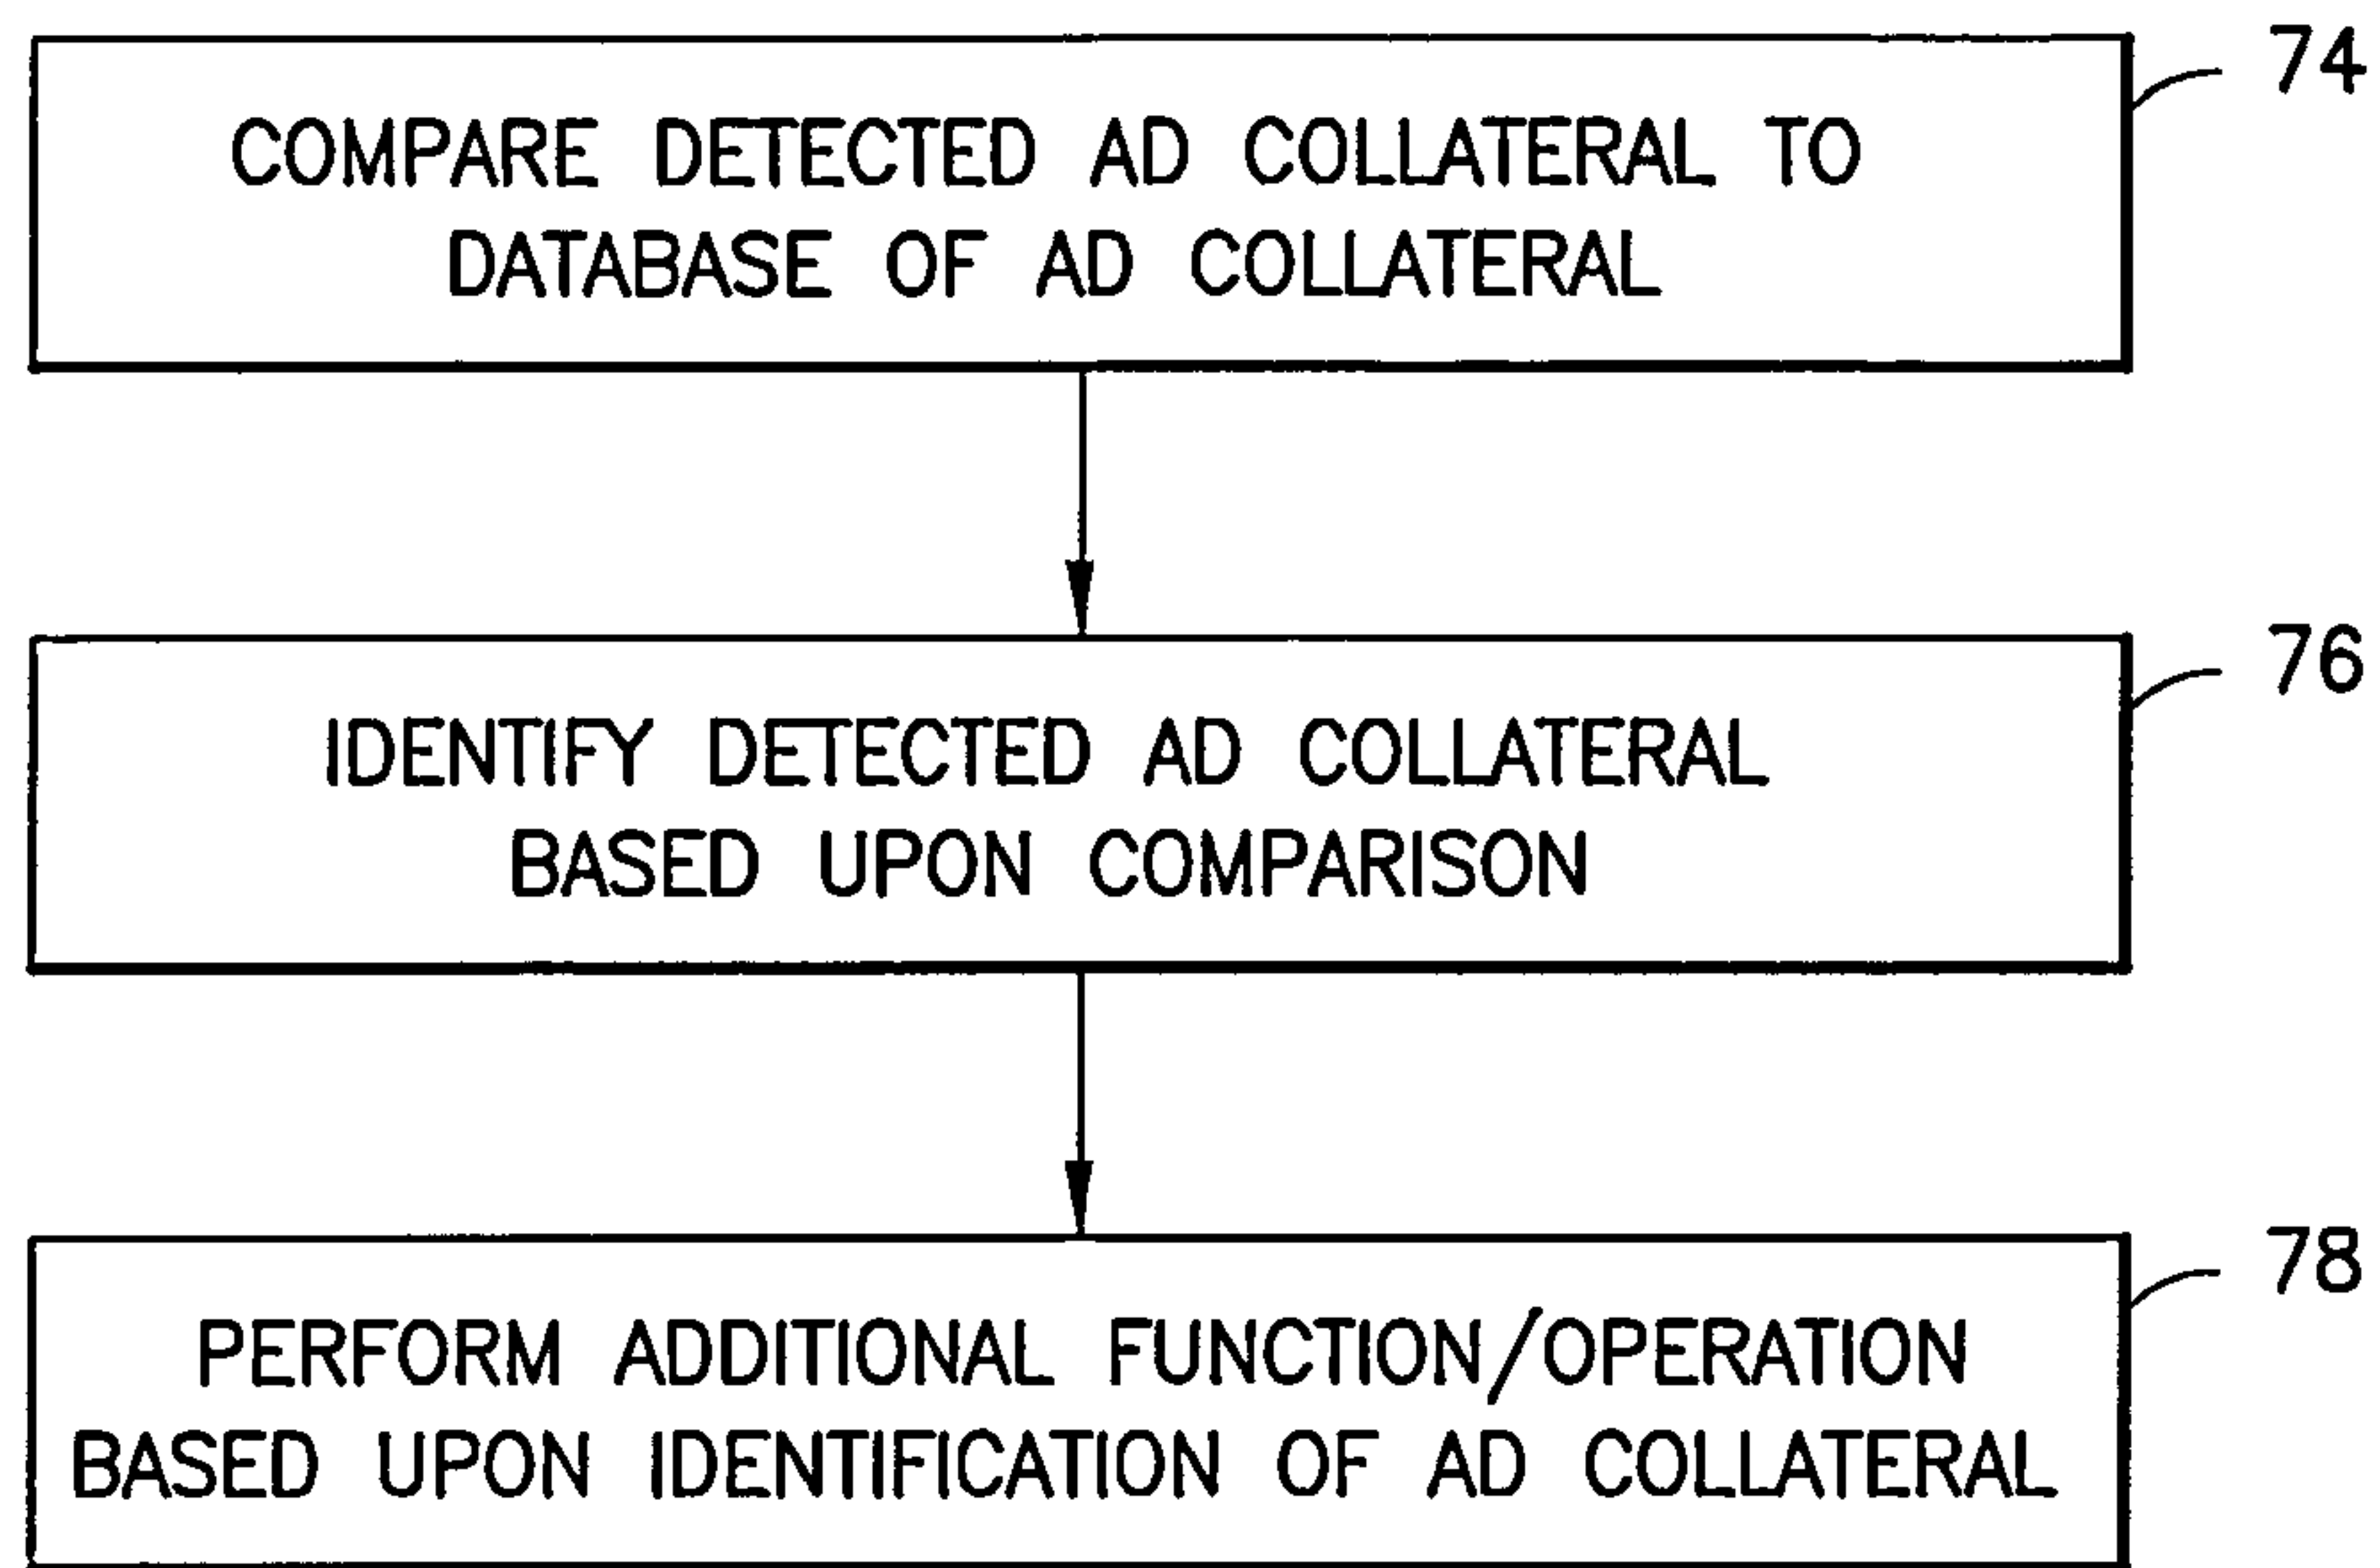 74
COMPARE DETECTED AD COLLATERAL TO
DATABASE OF AD COLLATERAL
76
IDENTIFY DETECTED AD COLLATERAL
BASED UPON COMPARISON
78
PERFORM ADDITIONAL FUNCTION/OPERATION
BASED UPON IDENTIFICATION OF AD COLLATERAL